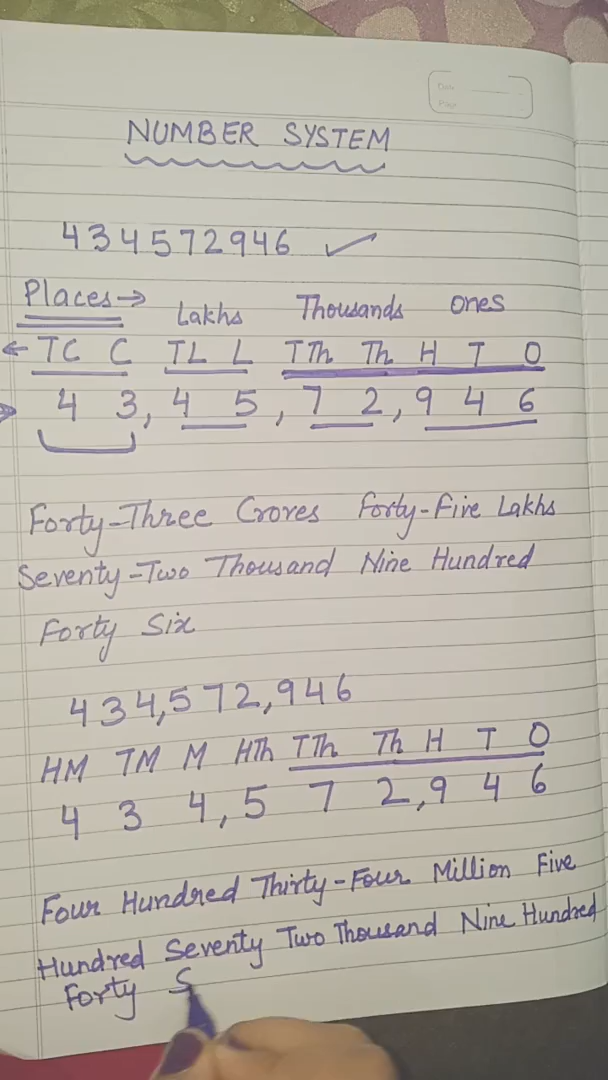 Date
Page
NUMBER SYSTEM
434572946
Places→ Lakhs Thousands Ones
← TC C TL L TTh Th H T O
4 3, 4 5, 7 2, 9 4 6
Forty-Three Crores Forty-Five Lakhs
Seventy-Two Thousand Nine Hundred
Forty Six
434,572,946
HM TM M HTh TTh Th H T O
4 3 4, 5 7 2, 9 4 6
Four Hundred Thirty-Four Million Five
Hundred Seventy Two Thousand Nine Hundred
Forty S